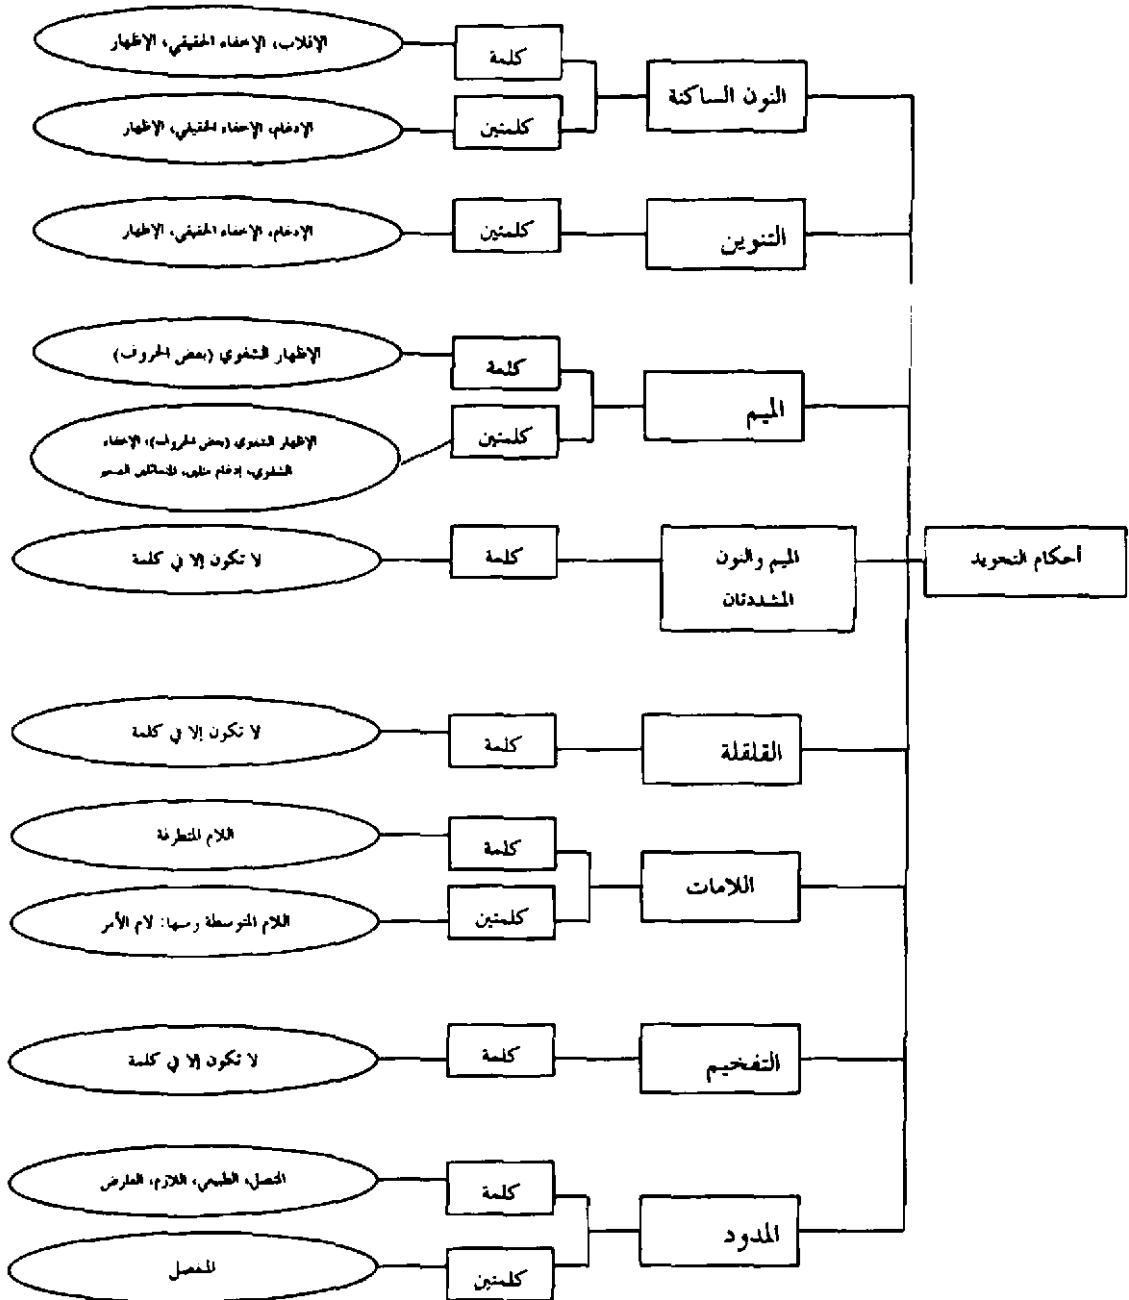 أحكام التجويد
النون الساكنة
كلمة
الإقلاب، الإخفاء الحقيقي، الإظهار
كلمتين
الإدغام، الإخفاء الحقيقي، الإظهار
التنوين
كلمتين
الإدغام، الإخفاء الحقيقي، الإظهار
الميم
كلمة
الإظهار الشفوي (بعض الحروف)
كلمتين
الإظهار الشفوي (بعض الحروف)، الإخفاء
الشفوي، إدغام مثلين، الصغير
الميم والنون
المشددتان
كلمة
لا تكون إلا في كلمة
القلقلة
كلمة
لا تكون إلا في كلمة
اللامات
كلمة
اللام المتطرفة
كلمتين
اللام المتوسطة ومنها: لام الأمر
التفخيم
كلمة
لا تكون إلا في كلمة
المدود
كلمة
المتصل، الطبيعي، اللازم، العارض
كلمتين
المنفصل